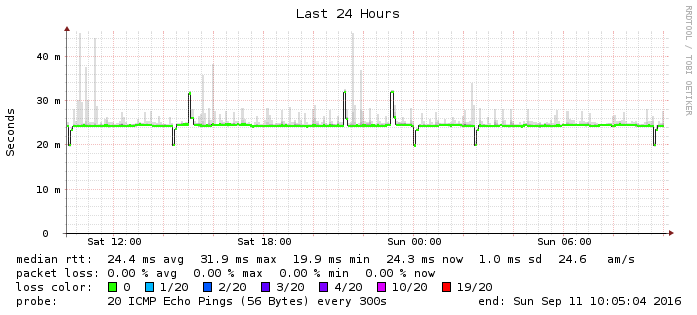 Last 24 Hours
RRDTOOL / TOBI OETIKER
Seconds
40 m
30 m
20 m
10 m
0
Sat 12:00 Sat 18:00 Sun 00:00 Sun 06:00
median rtt: 24.4 ms avg 31.9 ms max 19.9 ms min 24.3 ms now 1.0 ms sd 24.6 am/s
packet loss: 0.00 % avg 0.00 % max 0.00 % min 0.00 % now
loss color: 0 1/20 2/20 3/20 4/20 10/20 19/20
probe: 20 ICMP Echo Pings (56 Bytes) every 300s end: Sun Sep 11 10:05:04 2016